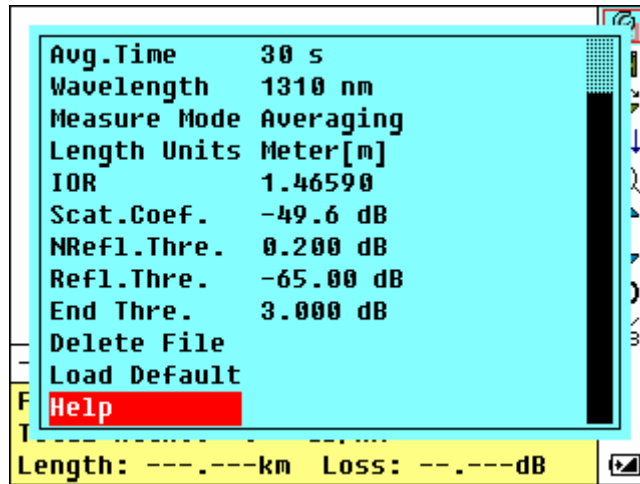 Avg.Time 30 s
Wavelength 1310 nm
Measure Mode Averaging
Length Units Meter[m]
IOR 1.46590
Scat.Coef. -49.6 dB
NRefl.Thre. 0.200 dB
Refl.Thre. -65.00 dB
End Thre. 3.000 dB
Delete File
Load Default
Help
Length: ---.---km Loss: --.---dB